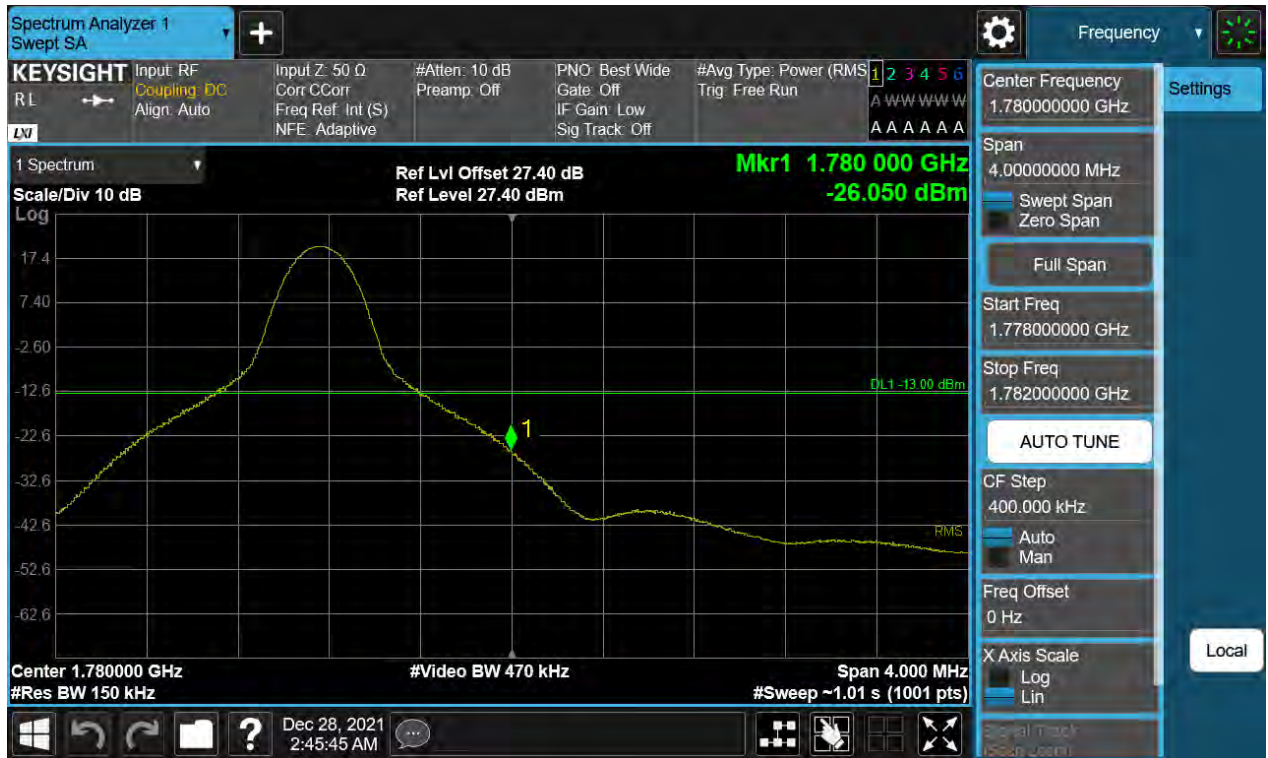 Spectrum Analyzer 1
Swept SA
+
Frequency
KEYSIGHT
RL
LXI
Input: RF
Coupling: DC
Align: Auto
Input Z: 50 Ω
Corr CCorr
Freq Ref: Int (S)
NFE: Adaptive
#Atten: 10 dB
Preamp: Off
PNO: Best Wide
Gate: Off
IF Gain: Low
Sig Track: Off
#Avg Type: Power (RMS
Trig: Free Run
1 2 3 4 5 6
A W W W W W
A A A A A A
1 Spectrum
Scale/Div 10 dB
Log
Ref Lvl Offset 27.40 dB
Ref Level 27.40 dBm
Mkr1 1.780 000 GHz
-26.050 dBm
17.4
7.40
-2.60
-12.6
-22.6
-32.6
-42.6
-52.6
-62.6
DL1 -13.00 dBm
1
RMS
Center 1.780000 GHz
#Video BW 470 kHz
Span 4.000 MHz
#Res BW 150 kHz
#Sweep ~1.01 s (1001 pts)
Center Frequency
1.780000000 GHz
Settings
Span
4.00000000 MHz
Swept Span
Zero Span
Full Span
Start Freq
1.778000000 GHz
Stop Freq
1.782000000 GHz
AUTO TUNE
CF Step
400.000 kHz
Auto
Man
Freq Offset
0 Hz
X Axis Scale
Log
Lin
Local
Signal Track
(Span Zoom)
?
Dec 28, 2021
2:45:45 AM